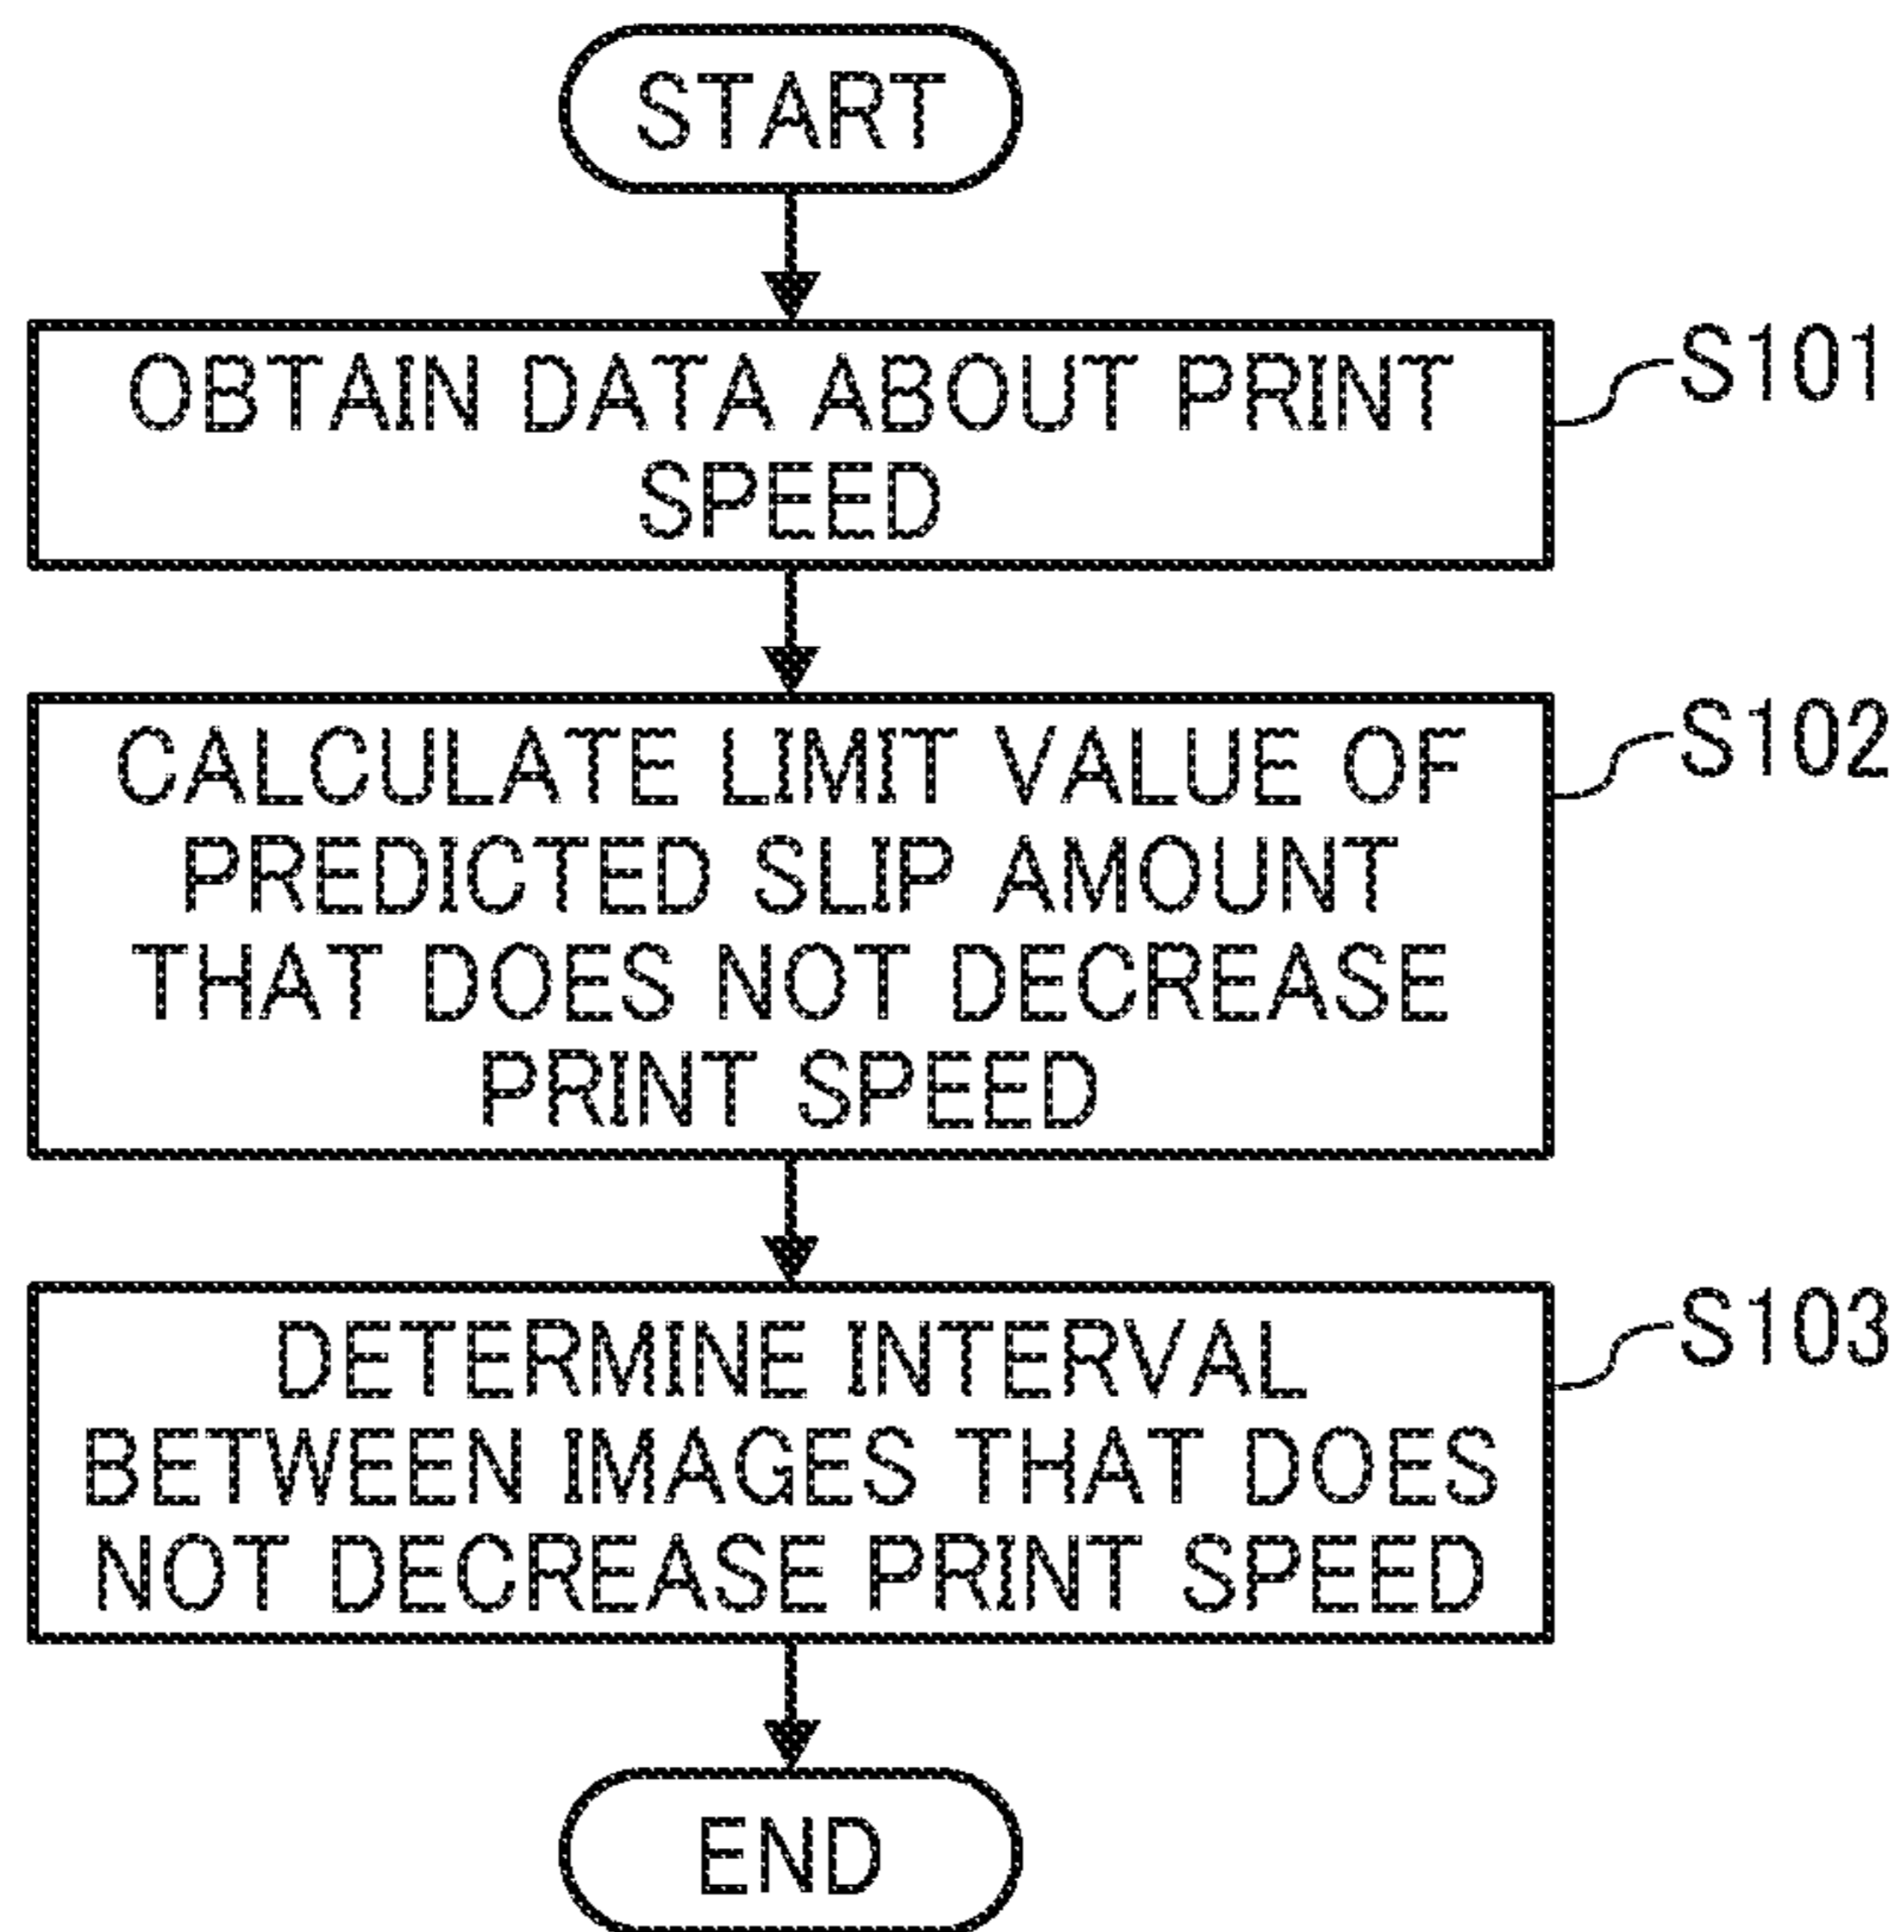 START
OBTAIN DATA ABOUT PRINT
SPEED
S101
CALCULATE LIMIT VALUE OF
PREDICTED SLIP AMOUNT
THAT DOES NOT DECREASE
PRINT SPEED
S102
DETERMINE INTERVAL
BETWEEN IMAGES THAT DOES
NOT DECREASE PRINT SPEED
S103
END